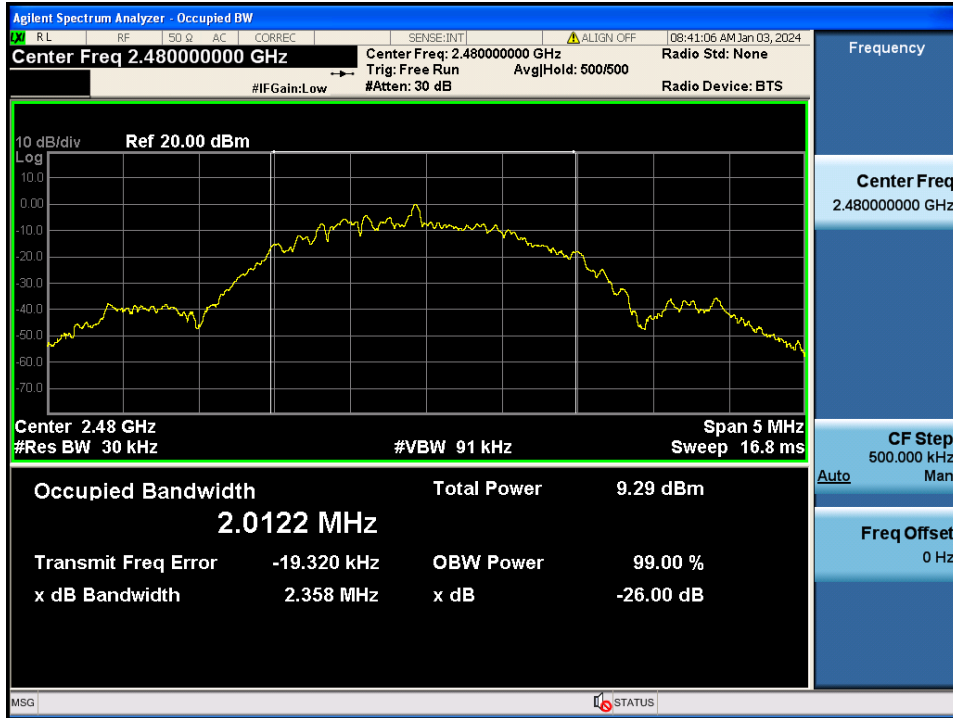 Agilent Spectrum Analyzer - Occupied BW
LXI RL RF 50 Ω AC CORREC SENSE:INT ALIGN OFF 08:41:06 AM Jan 03, 2024
Center Freq 2.480000000 GHz
Center Freq: 2.480000000 GHz Radio Std: None
Trig: Free Run Avg|Hold: 500/500
#IFGain:Low #Atten: 30 dB Radio Device: BTS
10 dB/div Ref 20.00 dBm
Log
10.0
0.00
-10.0
-20.0
-30.0
-40.0
-50.0
-60.0
-70.0
Center 2.48 GHz Span 5 MHz
#Res BW 30 kHz #VBW 91 kHz Sweep 16.8 ms
Occupied Bandwidth Total Power 9.29 dBm
2.0122 MHz
Transmit Freq Error -19.320 kHz OBW Power 99.00 %
x dB Bandwidth 2.358 MHz x dB -26.00 dB
MSG STATUS
Frequency
Center Freq
2.480000000 GHz
CF Step
500.000 kHz
Auto Man
Freq Offset
0 Hz